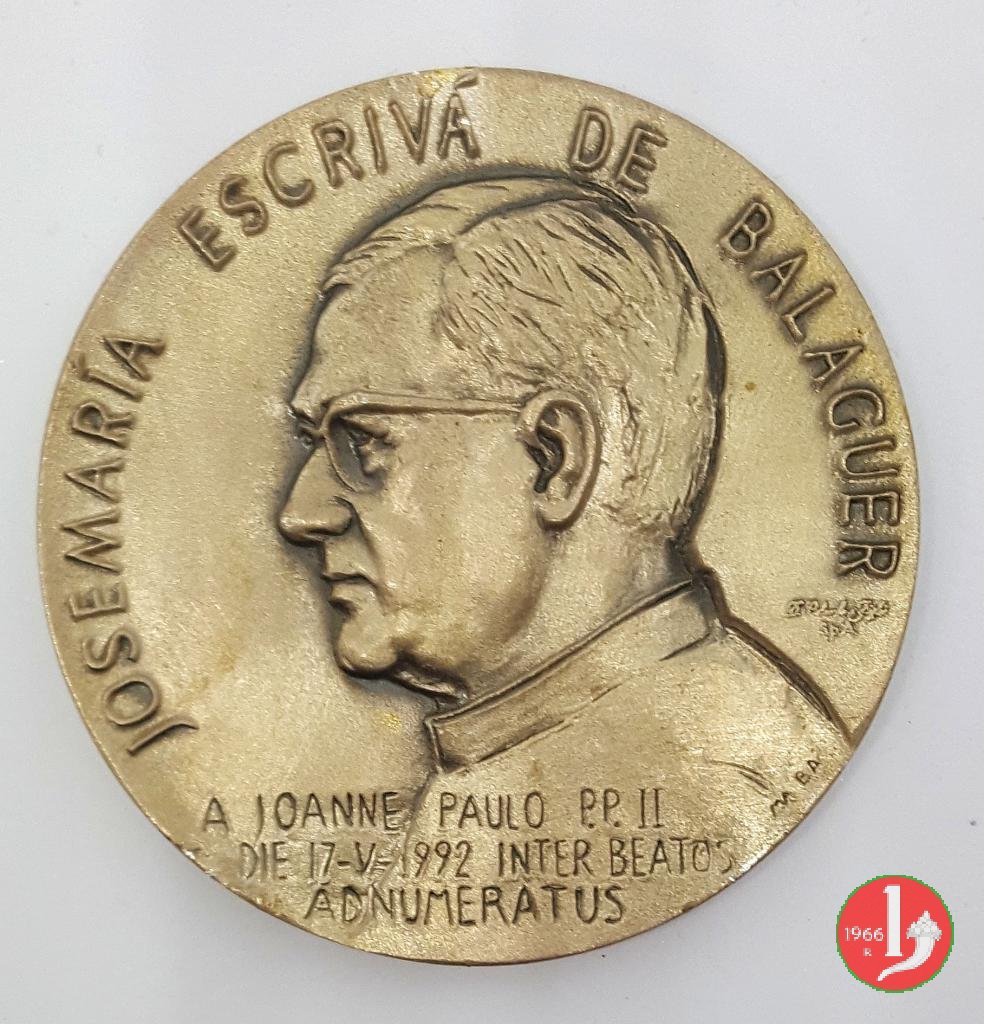 JOSEMARÍA ESCRIVÁ DE BALAGUER
A JOANNE PAULO P.P. II
DIE 17-V-1992 INTER BEATOS
ADNUMERATUS
1966
R